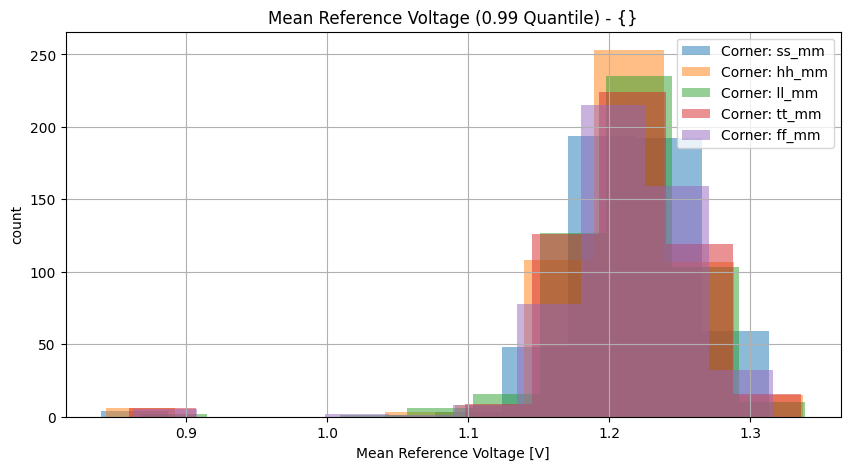 Mean Reference Voltage (0.99 Quantile) - {}
Corner: ss_mm
Corner: hh_mm
Corner: ll_mm
Corner: tt_mm
Corner: ff_mm
count
250
200
150
100
50
0
0.9
1.0
1.1
1.2
1.3
Mean Reference Voltage [V]